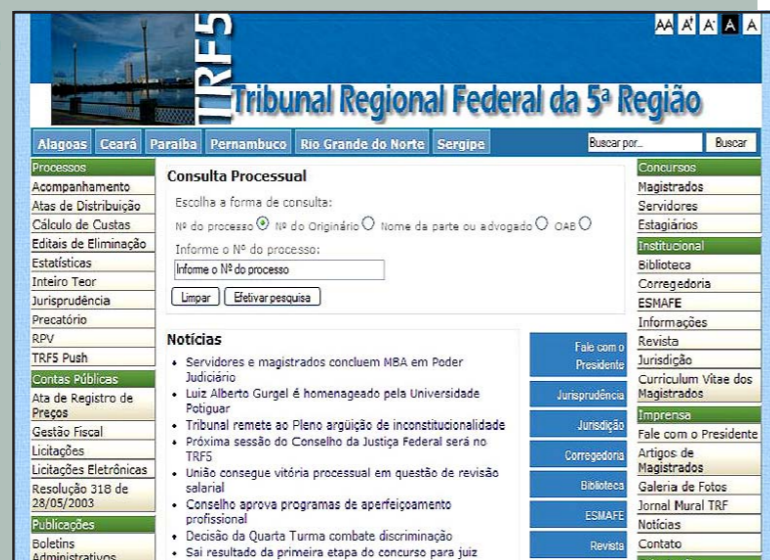 AA A+ A- A A
TRF5
Tribunal Regional Federal da 5ª Região
Alagoas Ceará Paraíba Pernambuco Rio Grande do Norte Sergipe Buscar por... Buscar
Processos
Acompanhamento
Atas de Distribuição
Cálculo de Custas
Editais de Eliminação
Estatísticas
Inteiro Teor
Jurisprudência
Precatório
RPV
TRF5 Push
Contas Públicas
Ata de Registro de
Preços
Gestão Fiscal
Licitações
Licitações Eletrônicas
Resolução 318 de
28/05/2003
Publicações
Boletins
Administrativos
Consulta Processual
Escolha a forma de consulta:
Nº do processo Nº do Originário Nome da parte ou advogado OAB
Informe o Nº do processo:
Informe o Nº do processo
Limpar Efetivar pesquisa
Notícias
• Servidores e magistrados concluem MBA em Poder
Judiciário
• Luiz Alberto Gurgel é homenageado pela Universidade
Potiguar
• Tribunal remete ao Pleno argüição de inconstitucionalidade
• Próxima sessão do Conselho da Justiça Federal será no
TRF5
• União consegue vitória processual em questão de revisão
salarial
• Conselho aprova programas de aperfeiçoamento
profissional
• Decisão da Quarta Turma combate discriminação
• Sai resultado da primeira etapa do concurso para juiz
Fale com o
Presidente
Jurisprudência
Jurisdição
Corregedoria
Biblioteca
ESMAFE
Revista
Concursos
Magistrados
Servidores
Estagiários
Institucional
Biblioteca
Corregedoria
ESMAFE
Informações
Revista
Jurisdição
Curriculum Vitae dos
Magistrados
Imprensa
Fale com o Presidente
Artigos de
Magistrados
Galeria de Fotos
Jornal Mural TRF
Notícias
Contato